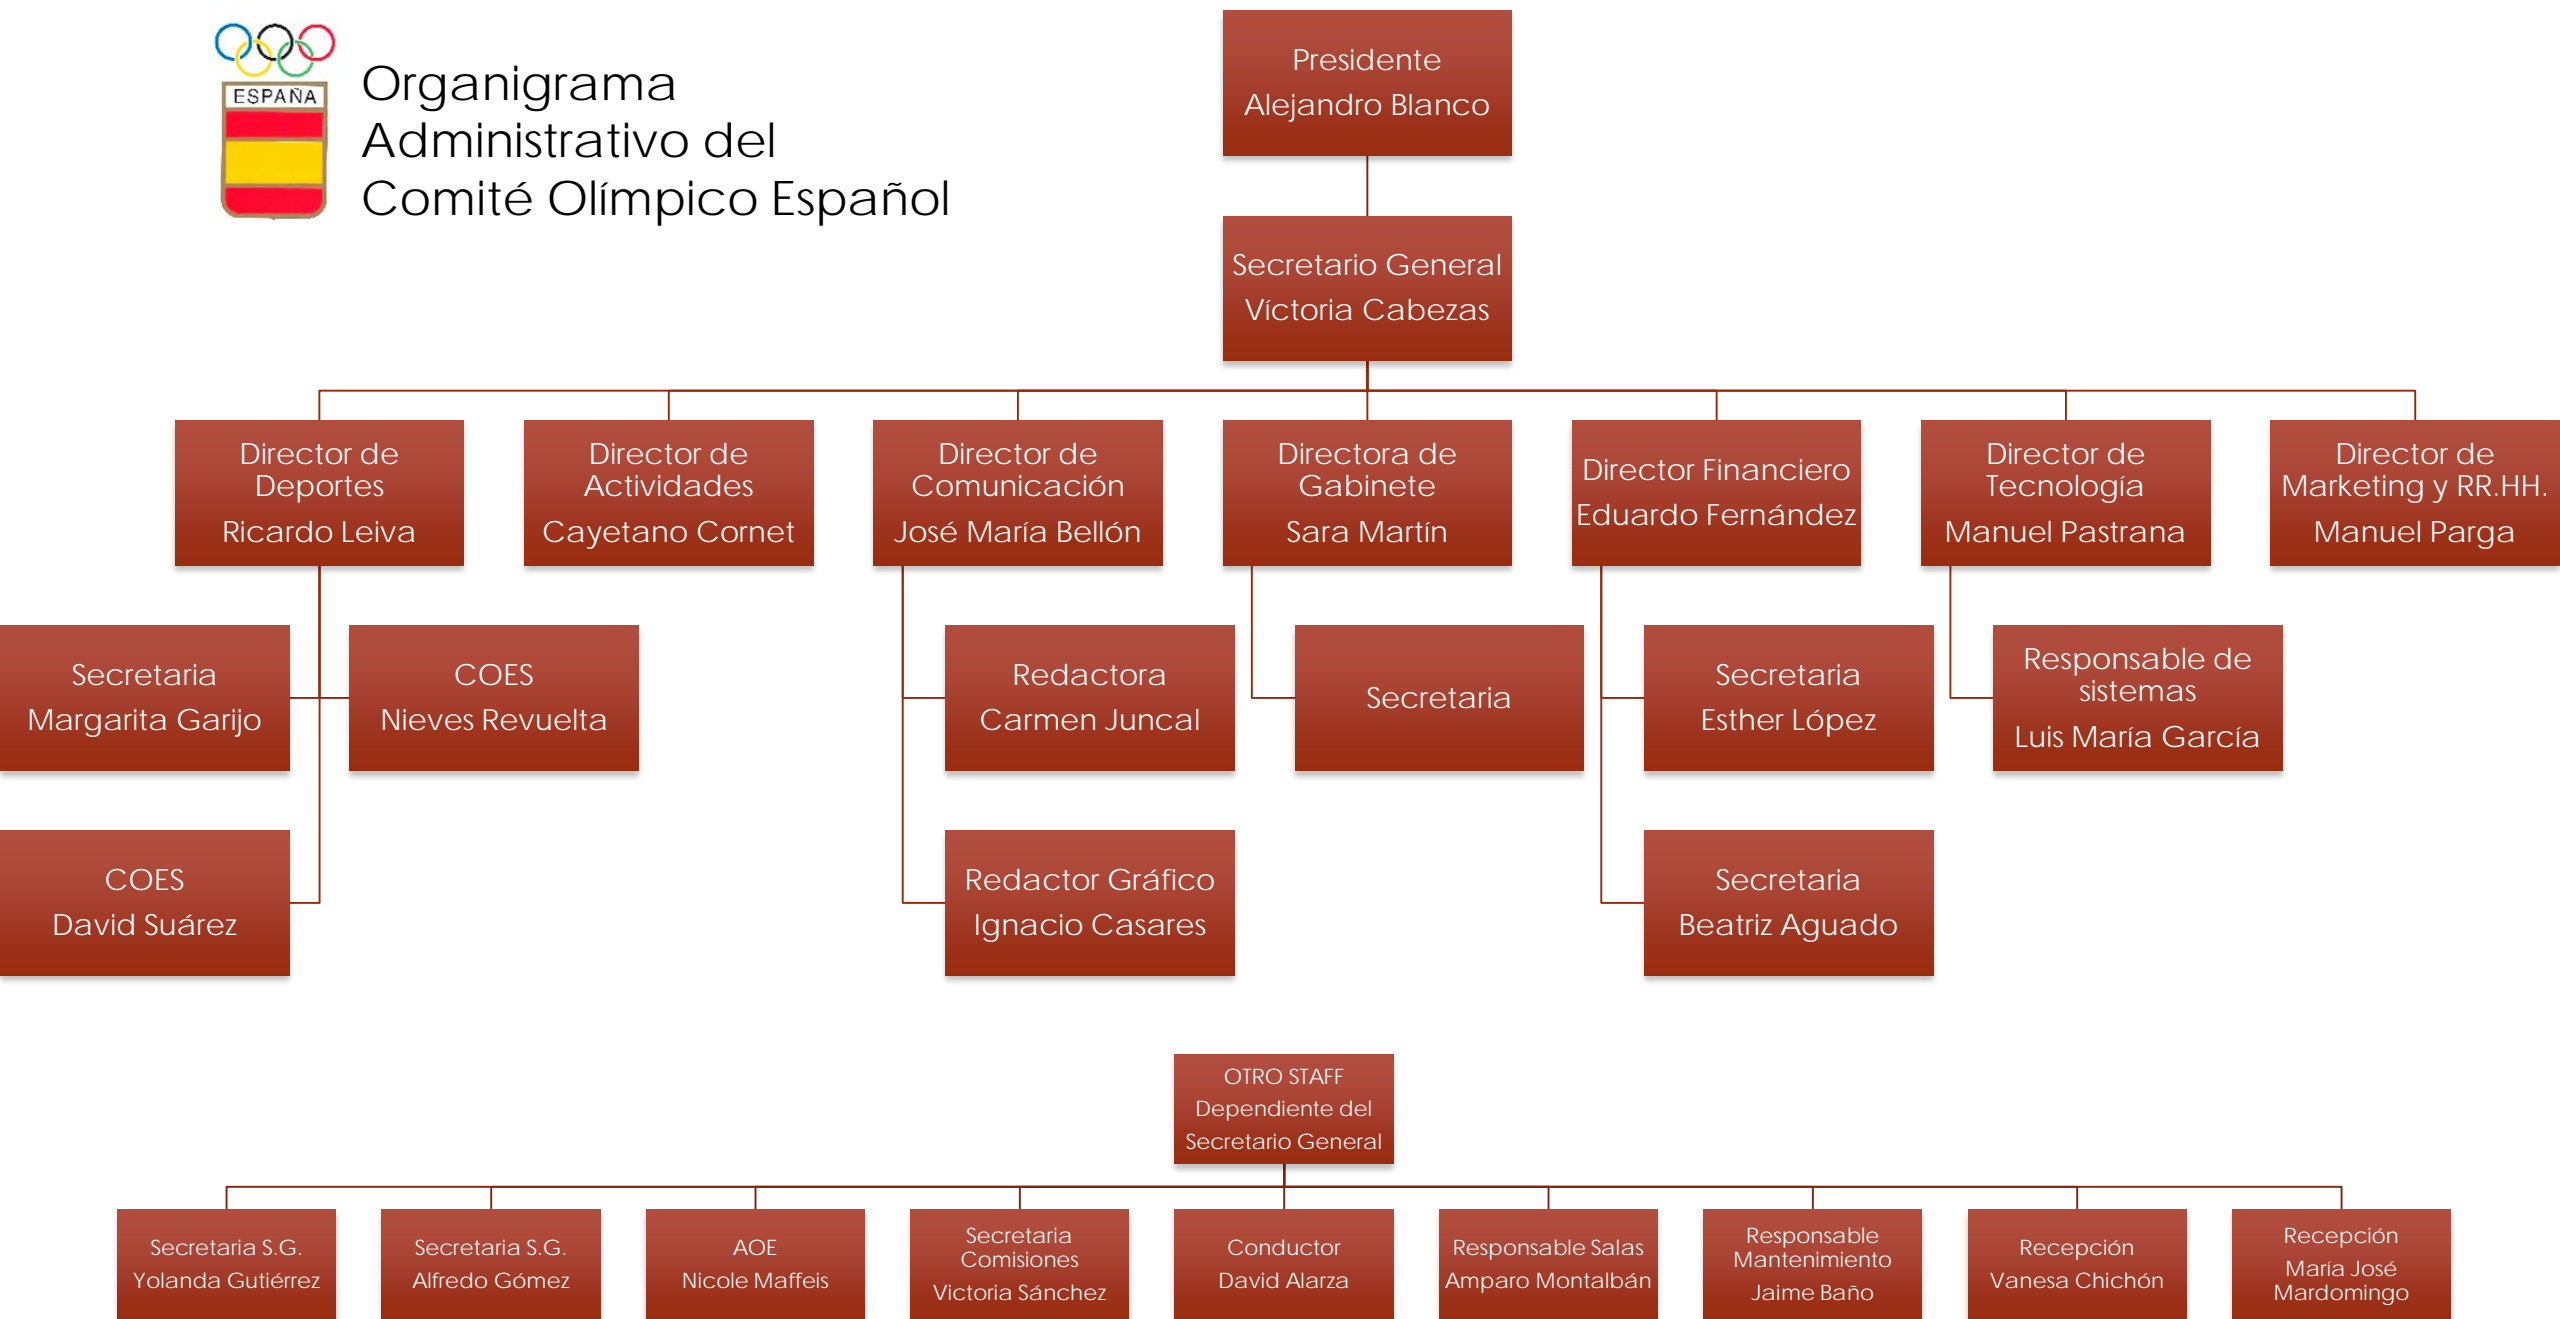 ESPAÑA
Organigrama
Administrativo del
Comité Olímpico Español
Presidente
Alejandro Blanco
Secretario General
Víctoria Cabezas
Director de
Deportes
Ricardo Leiva
Director de
Actividades
Cayetano Cornet
Director de
Comunicación
José María Bellón
Directora de
Gabinete
Sara Martín
Director Financiero
Eduardo Fernández
Director de
Tecnología
Manuel Pastrana
Director de
Marketing y RR.HH.
Manuel Parga
Secretaria
Margarita Garijo
COES
Nieves Revuelta
Redactora
Carmen Juncal
Secretaria
Secretaria
Esther López
Responsable de
sistemas
Luis María García
COES
David Suárez
Redactor Gráfico
Ignacio Casares
Secretaria
Beatriz Aguado
OTRO STAFF
Dependiente del
Secretario General
Secretaria S.G.
Yolanda Gutiérrez
Secretaria S.G.
Alfredo Gómez
AOE
Nicole Maffeis
Secretaria
Comisiones
Victoria Sánchez
Conductor
David Alarza
Responsable Salas
Amparo Montalbán
Responsable
Mantenimiento
Jaime Baño
Recepción
Vanesa Chichón
Recepción
María José
Mardomingo